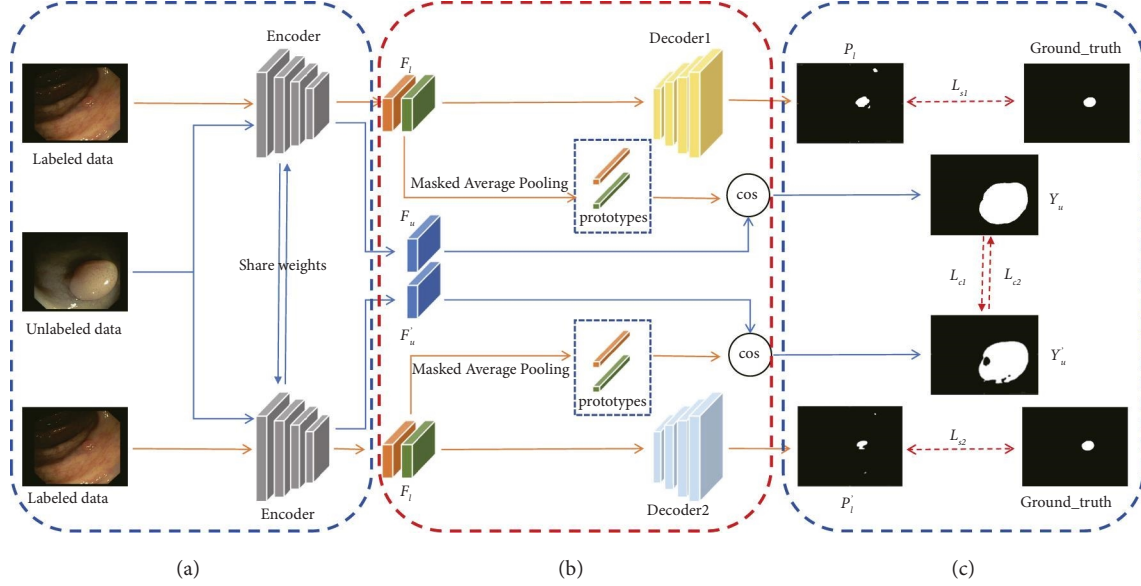 Encoder
Labeled data
Unlabeled data
Share weights
Labeled data
Encoder
(a)
F_l
Decoder1
Masked Average Pooling
prototypes
cos
F_u
F'_u
Masked Average Pooling
prototypes
cos
F_l
Decoder2
(b)
P_l
Ground_truth
L_s1
Y_u
L_c1
L_c2
Y'_u
L_s2
P'_l
Ground_truth
(c)